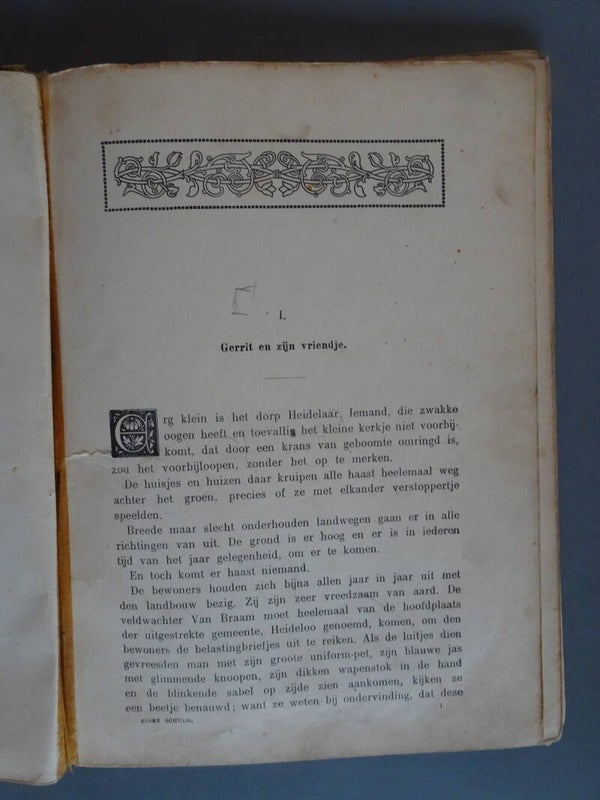 1.
Gerrit en zijn vriendje.
Erg klein is het dorp Heidelaar. Iemand, die zwakke
oogen heeft en toevallig het kleine kerkje niet voorbij-
komt, dat door een krans van geboomte omringd is,
zou het voorbijloopen, zonder het op te merken.
De huisjes en huizen daar kruipen alle haast heelemaal weg
achter het groen, precies of ze met elkander verstoppertje
speelden.
Breede maar slecht onderhouden landwegen gaan er in alle
richtingen van uit. De grond is er hoog en er is in iederen
tijd van het jaar gelegenheid, om er te komen.
En toch komt er haast niemand.
De bewoners houden zich bijna allen jaar in jaar uit met
den landbouw bezig. Zij zijn zeer vreedzaam van aard. De
veldwachter Van Braam moet heelemaal van de hoofdplaats
der uitgestrekte gemeente, Heideloo genoemd, komen, om den
bewoners de belastingbriefjes uit te reiken. Als de luitjes dien
gevreesden man met zijn groote uniform-pet, zijn blauwe jas
met glimmende knoopen, zijn dikken wapenstok in de hand
en de blinkende sabel op zijde zien aankomen, kijken ze
een beetje benauwd; want ze weten bij ondervinding, dat deze
EIGEN SCHULD.
1